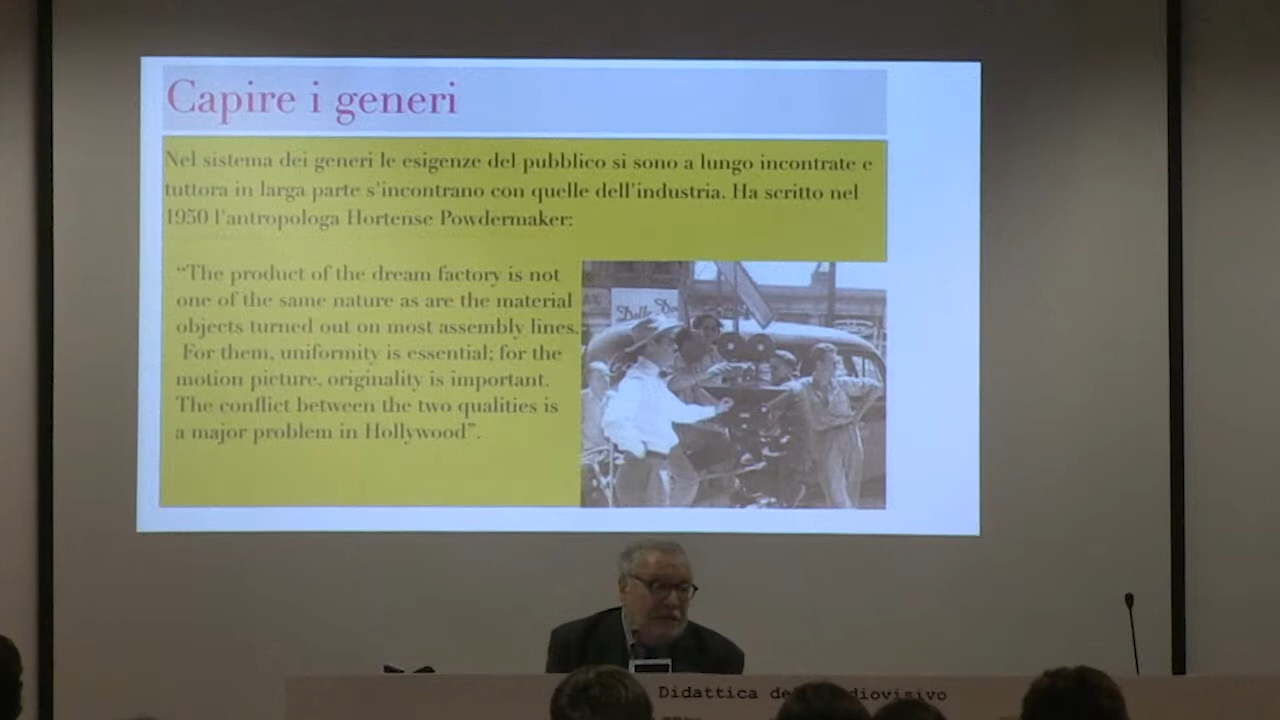 Capire i generi
Nel sistema dei generi le esigenze del pubblico si sono a lungo incontrate e
tuttora in larga parte s'incontrano con quelle dell'industria. Ha scritto nel
1950 l'antropologa Hortense Powdermaker:
“The product of the dream factory is not
one of the same nature as are the material
objects turned out on most assembly lines.
For them, uniformity is essential; for the
motion picture, originality is important.
The conflict between the two qualities is
a major problem in Hollywood”.
Didattica